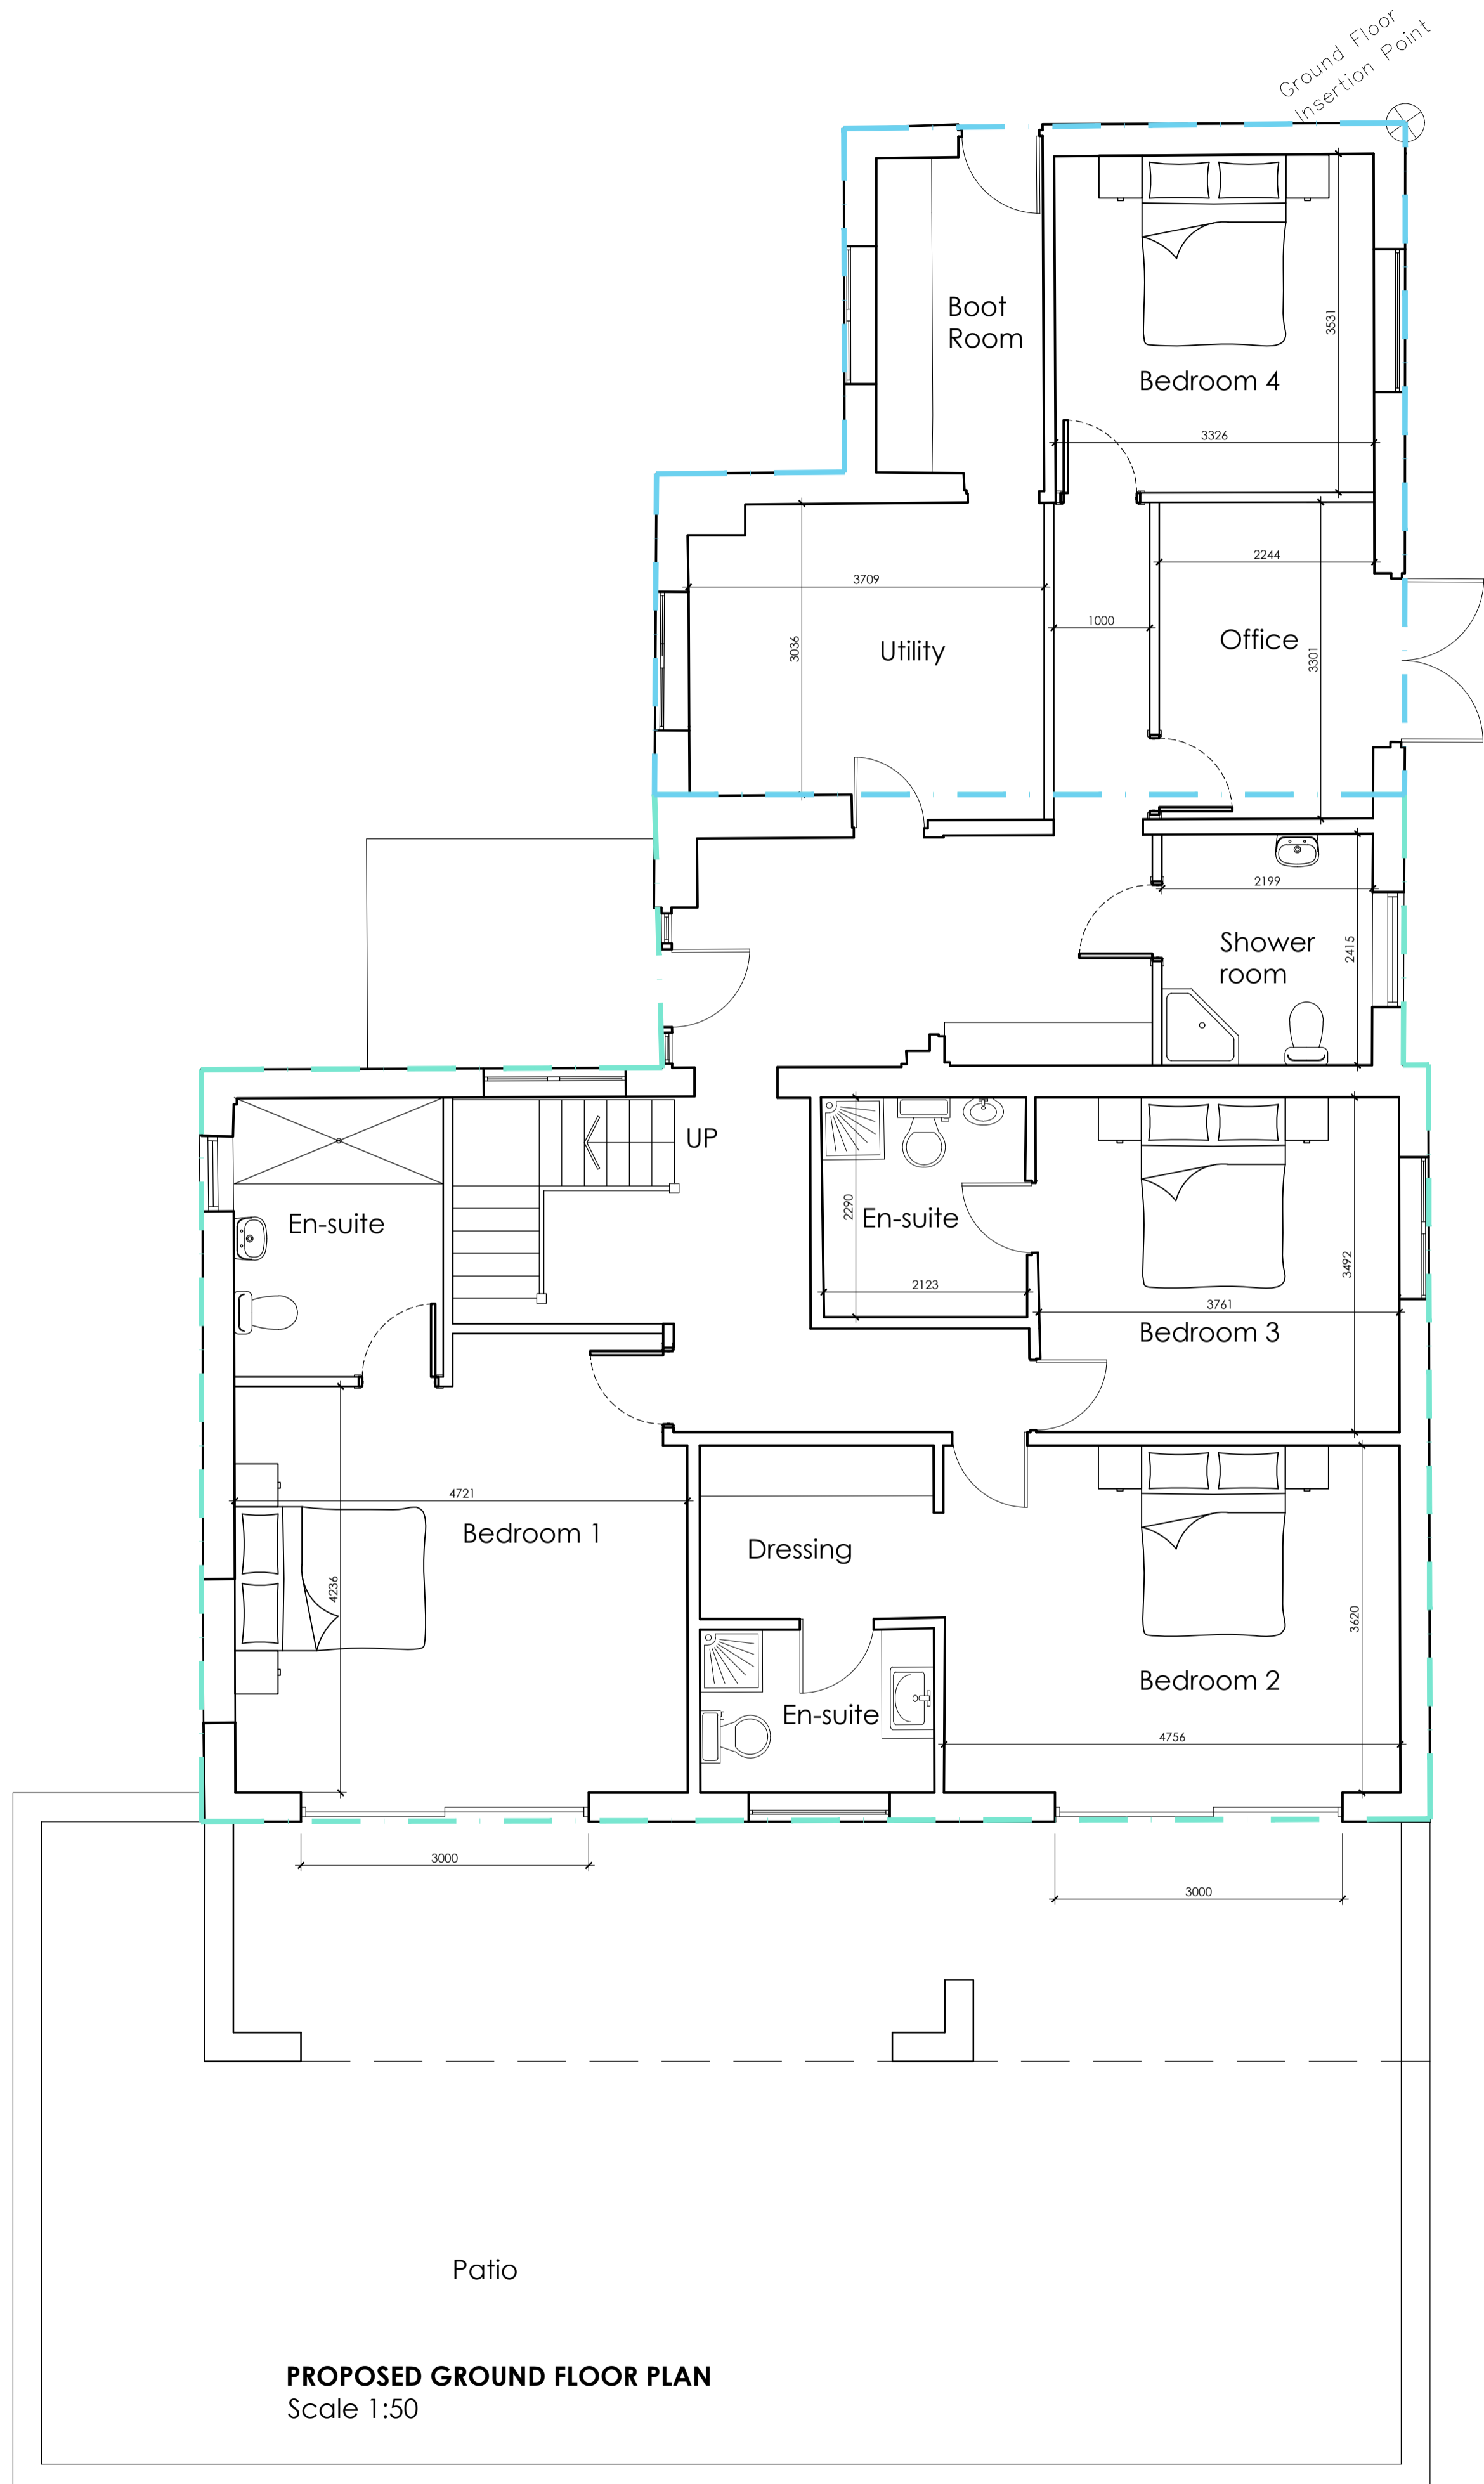 Ground Floor
Insertion Point
Boot
Room
3531
Bedroom 4
3326
2244
3709
1000
Office
3036
Utility
3301
2199
Shower
room
2415
UP
En-suite
2290
En-suite
3492
2123
3761
Bedroom 3
4721
Bedroom 1
Dressing
4236
3620
Bedroom 2
En-suite
4756
3000
3000
Patio
PROPOSED GROUND FLOOR PLAN
Scale 1:50